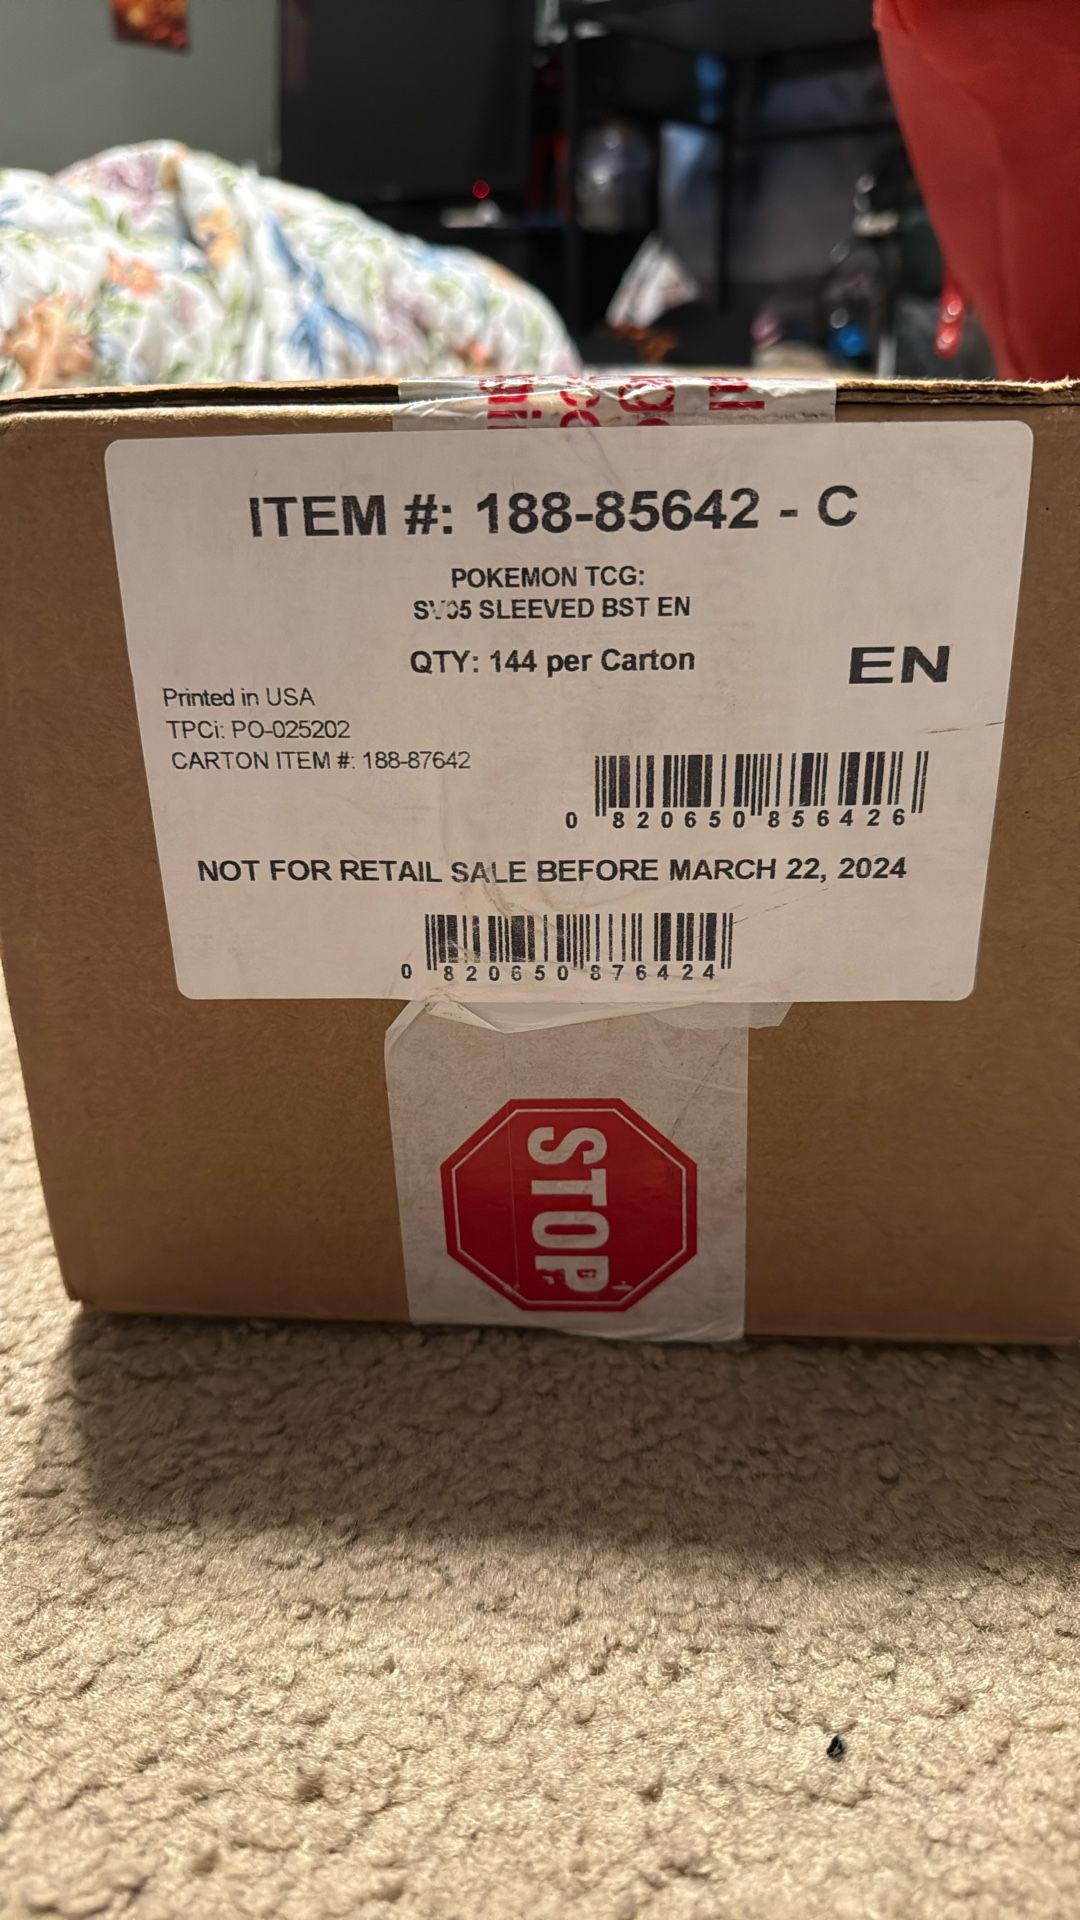 ITEM #: 188-85642 - C
POKEMON TCG:
SV05 SLEEVED BST EN
QTY: 144 per Carton
EN
Printed in USA
TPCi: PO-025202
CARTON ITEM #: 188-87642
0 820650 856426
NOT FOR RETAIL SALE BEFORE MARCH 22, 2024
0 820650 876424
STOP